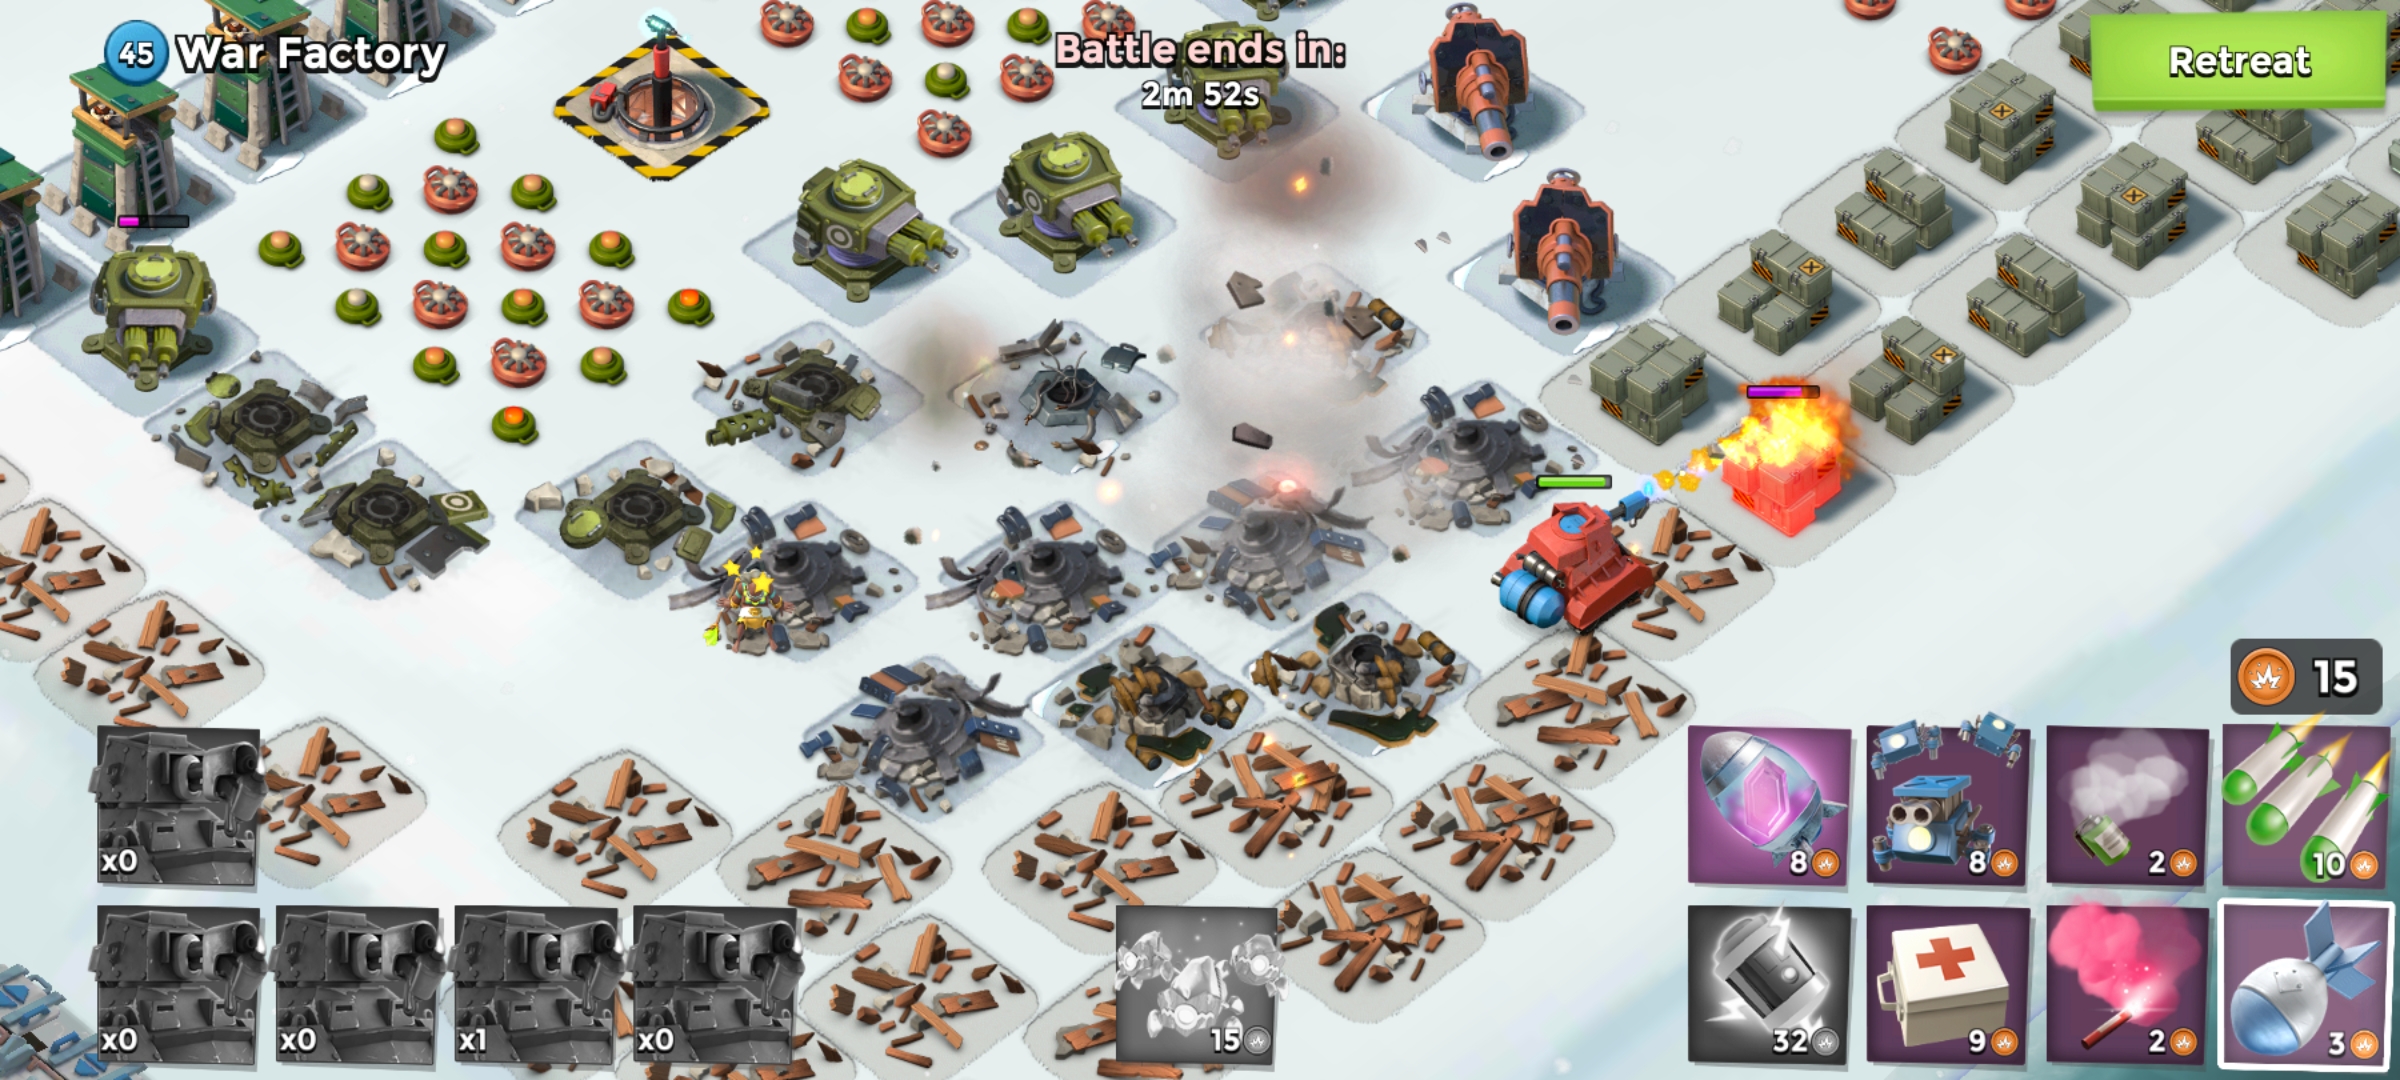 45 War Factory
Battle ends in:
2m 52s
Retreat
15
x0
8
8
2
10
x0
x0
x1
x0
15
32
9
2
3